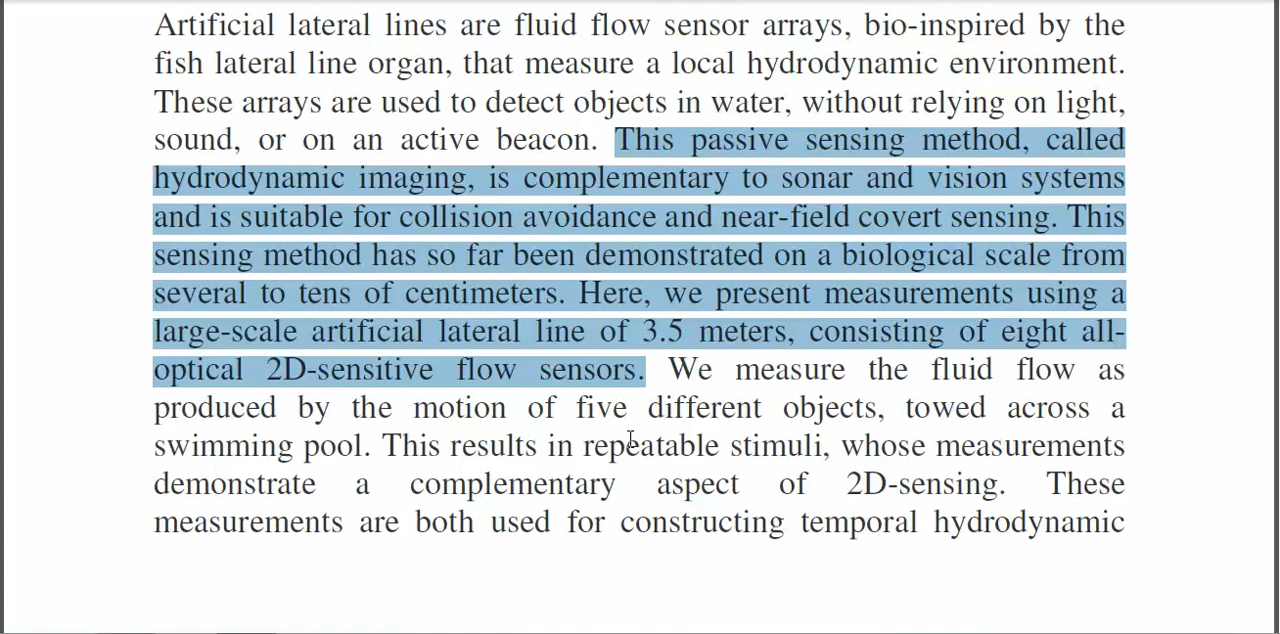 Artificial lateral lines are fluid flow sensor arrays, bio-inspired by the
fish lateral line organ, that measure a local hydrodynamic environment.
These arrays are used to detect objects in water, without relying on light,
sound, or on an active beacon. This passive sensing method, called
hydrodynamic imaging, is complementary to sonar and vision systems
and is suitable for collision avoidance and near-field covert sensing. This
sensing method has so far been demonstrated on a biological scale from
several to tens of centimeters. Here, we present measurements using a
large-scale artificial lateral line of 3.5 meters, consisting of eight all-
optical 2D-sensitive flow sensors. We measure the fluid flow as
produced by the motion of five different objects, towed across a
swimming pool. This results in repeatable stimuli, whose measurements
demonstrate a complementary aspect of 2D-sensing. These
measurements are both used for constructing temporal hydrodynamic